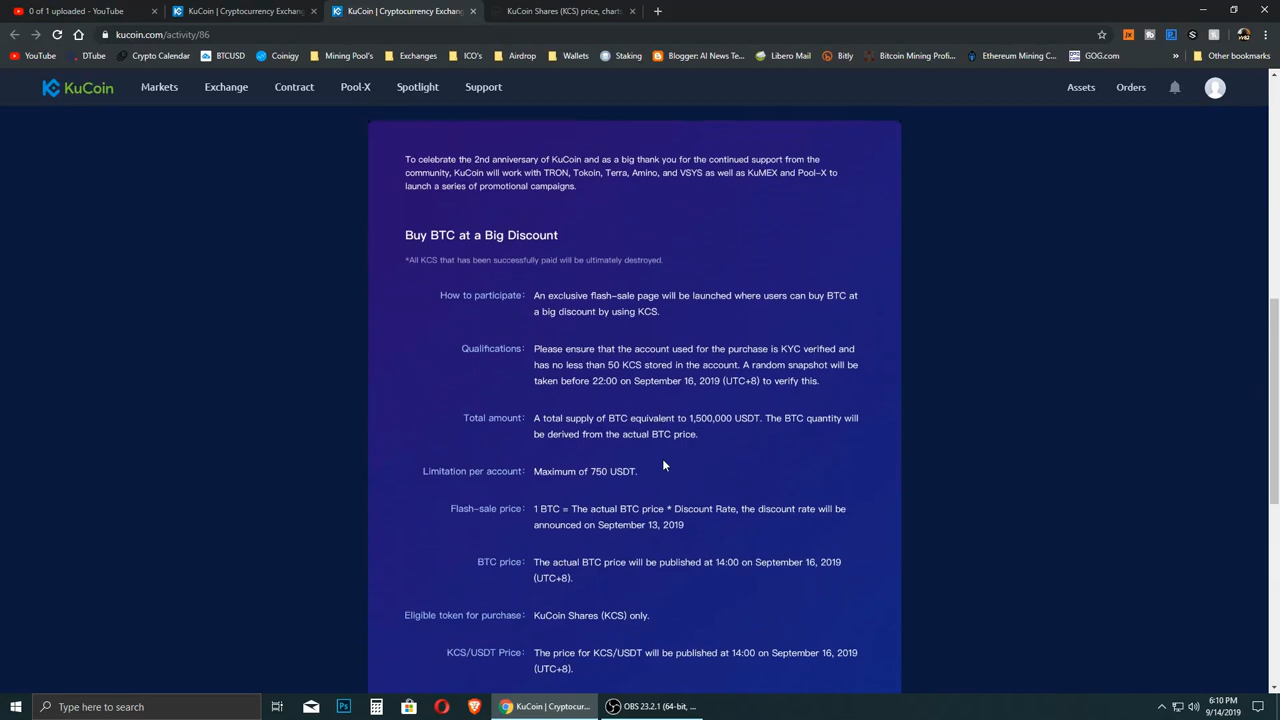 0 of 1 uploaded - YouTube
KuCoin | Cryptocurrency Exchan
KuCoin | Cryptocurrency Exchan
KuCoin Shares (KCS) price, charts
kucoin.com/activity/86
YouTube
DTube
Crypto Calendar
BTCUSD
Coinigy
Mining Pool's
Exchanges
ICO's
Airdrop
Wallets
Staking
Blogger: AI News Te...
Libero Mail
Bitly
Bitcoin Mining Profi...
Ethereum Mining C...
GOG.com
»
Other bookmarks
KuCoin
Markets
Exchange
Contract
Pool-X
Spotlight
Support
Assets
Orders
To celebrate the 2nd anniversary of KuCoin and as a big thank you for the continued support from the
community, KuCoin will work with TRON, Tokoin, Terra, Amino, and VSYS as well as KuMEX and Pool-X to
launch a series of promotional campaigns.
Buy BTC at a Big Discount
*All KCS that has been successfully paid will be ultimately destroyed.
How to participate: An exclusive flash-sale page will be launched where users can buy BTC at
a big discount by using KCS.
Qualifications: Please ensure that the account used for the purchase is KYC verified and
has no less than 50 KCS stored in the account. A random snapshot will be
taken before 22:00 on September 16, 2019 (UTC+8) to verify this.
Total amount: A total supply of BTC equivalent to 1,500,000 USDT. The BTC quantity will
be derived from the actual BTC price.
Limitation per account: Maximum of 750 USDT.
Flash-sale price: 1 BTC = The actual BTC price * Discount Rate, the discount rate will be
announced on September 13, 2019
BTC price: The actual BTC price will be published at 14:00 on September 16, 2019
(UTC+8).
Eligible token for purchase: KuCoin Shares (KCS) only.
KCS/USDT Price: The price for KCS/USDT will be published at 14:00 on September 16, 2019
(UTC+8).
Type here to search
KuCoin | Cryptocur...
OBS 23.2.1 (64-bit, ...
6:10 PM
9/14/2019